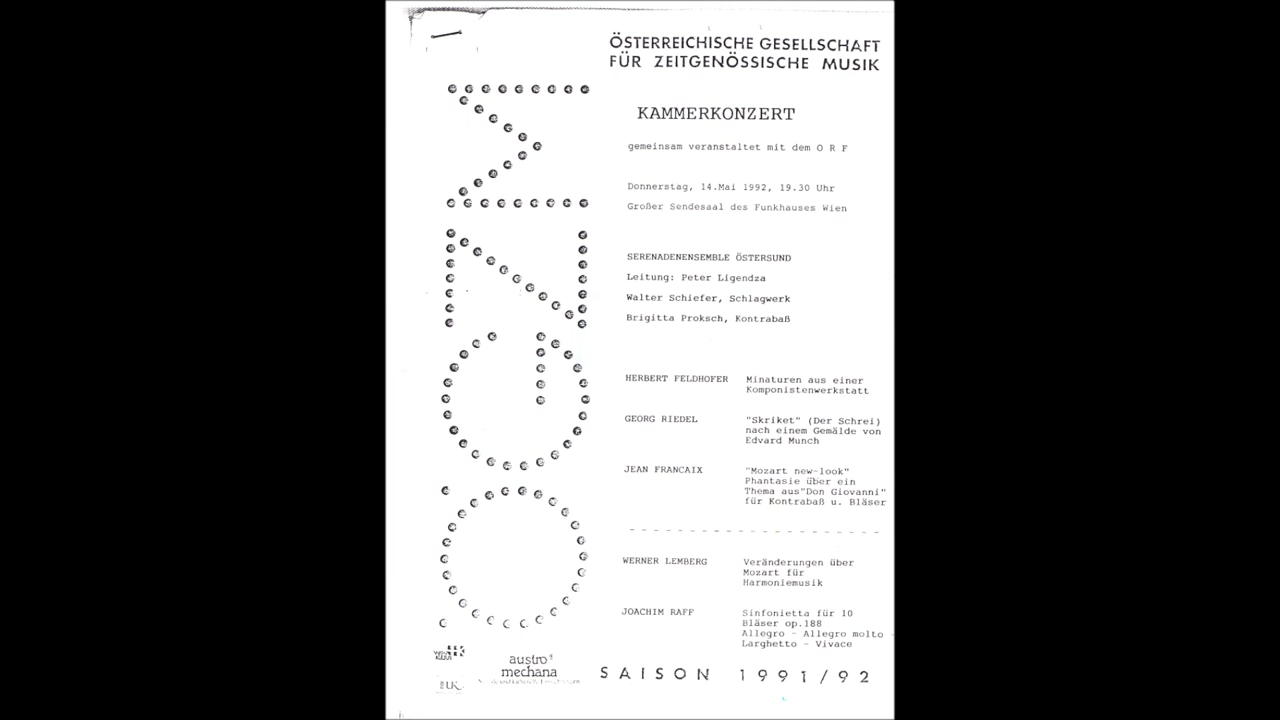 ÖSTERREICHISCHE GESELLSCHAFT
FÜR ZEITGENÖSSISCHE MUSIK
KAMMERKONZERT
gemeinsam veranstaltet mit dem O R F
Donnerstag, 14.Mai 1992, 19.30 Uhr
Großer Sendesaal des Funkhauses Wien
SERENADENENSEMBLE ÖSTERSUND
Leitung: Peter Ligendza
Walter Schiefer, Schlagwerk
Brigitta Proksch, Kontrabaß
HERBERT FELDHOFER Minaturen aus einer
Komponistenwerkstatt
GEORG RIEDEL "Skriket" (Der Schrei)
nach einem Gemälde von
Edvard Munch
JEAN FRANCAIX "Mozart new-look"
Phantasie über ein
Thema aus"Don Giovanni"
für Kontrabaß u. Bläser
WERNER LEMBERG Veränderungen über
Mozart für
Harmoniemusik
JOACHIM RAFF Sinfonietta für 10
Bläser op.188
Allegro - Allegro molto -
Larghetto - Vivace
ÖGZM
austro
mechana
SAISON 1991/92